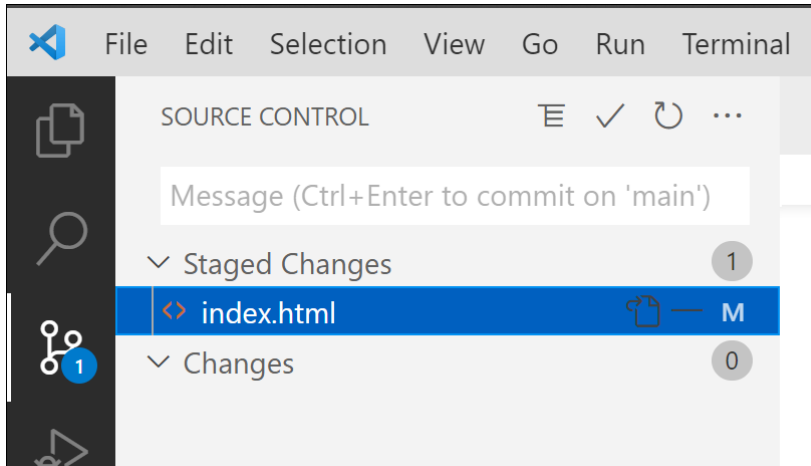 File Edit Selection View Go Run Terminal
SOURCE CONTROL
Message (Ctrl+Enter to commit on 'main')
Staged Changes 1
index.html M
1
Changes 0